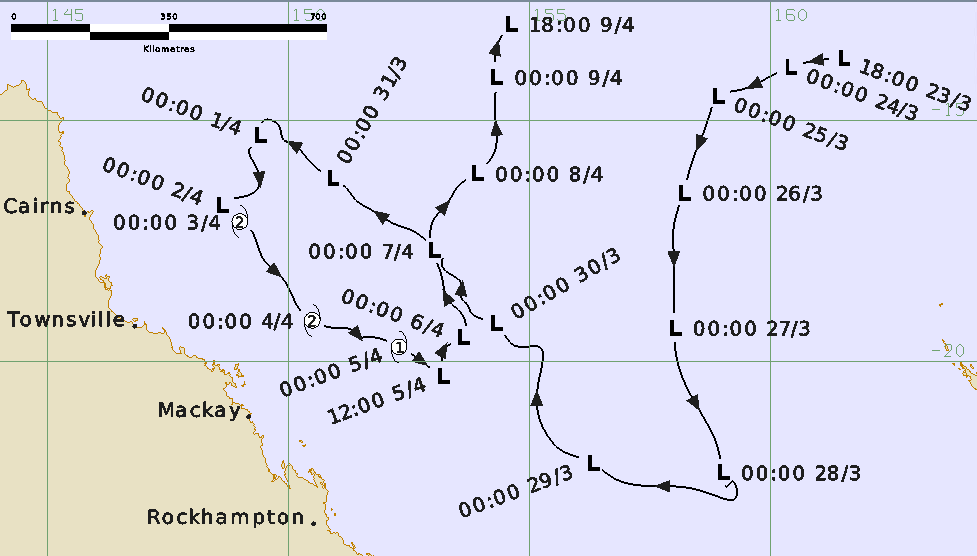 0 350 700
Kilometres
145
150
155
160
-15
-20
L 18:00 9/4
L 00:00 9/4
L 18:00 23/3
L 00:00 24/3
L 00:00 25/3
00:00 31/3 L
00:00 1/4 L
00:00 2/4 L
L 00:00 8/4
L 00:00 26/3
Cairns
00:00 3/4 2
00:00 7/4 L
00:00 30/3 L
00:00 6/4 L
Townsville
00:00 4/4 2
L 00:00 27/3
00:00 5/4 1
12:00 5/4 L
Mackay
00:00 29/3 L
L 00:00 28/3
Rockhampton